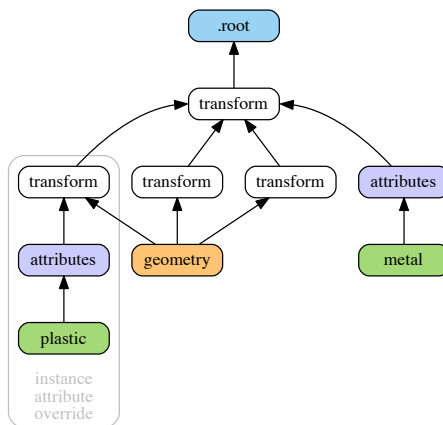 .root
transform
transform
transform
transform
attributes
attributes
geometry
metal
plastic
instance
attribute
override